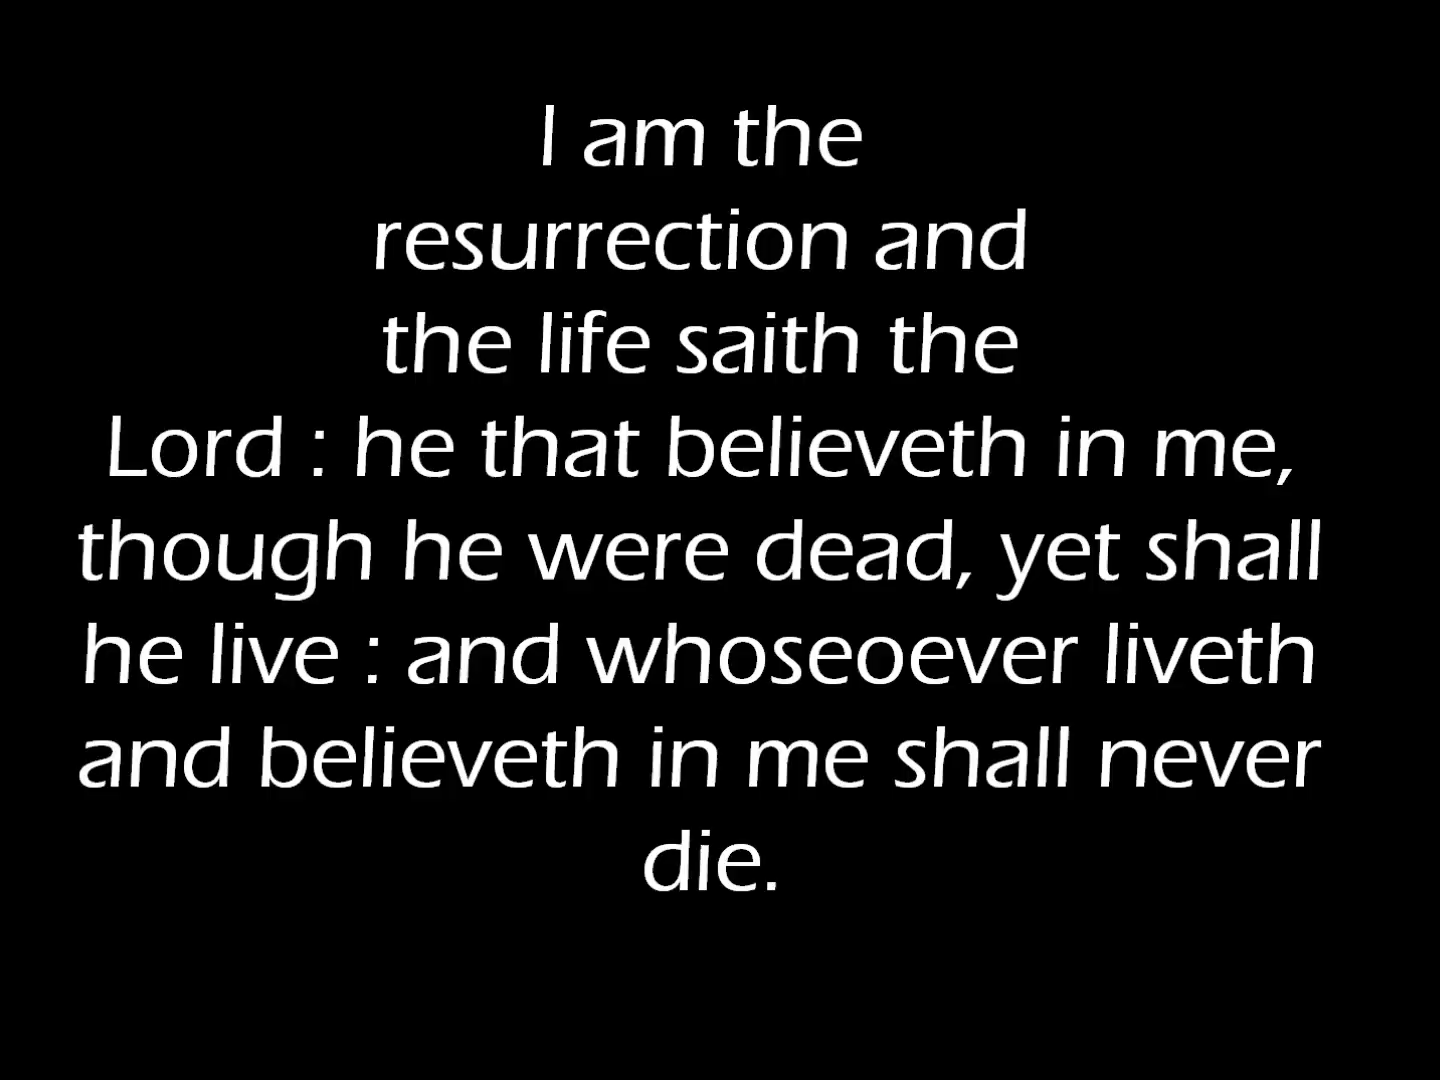 I am the
resurrection and
the life saith the
Lord : he that believeth in me,
though he were dead, yet shall
he live : and whoseoever liveth
and believeth in me shall never
die.